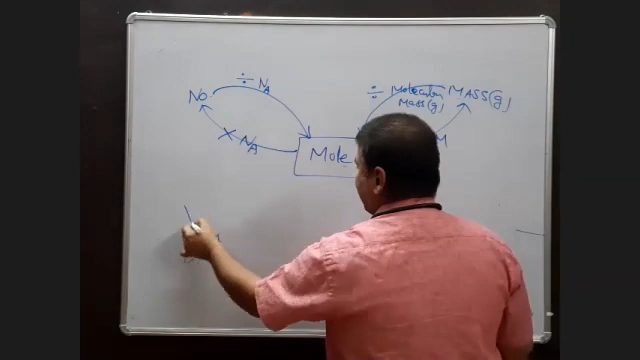 ÷ NA
No.
÷ Molecular MASS(g)
Mass(g)
× NA
M
Mole